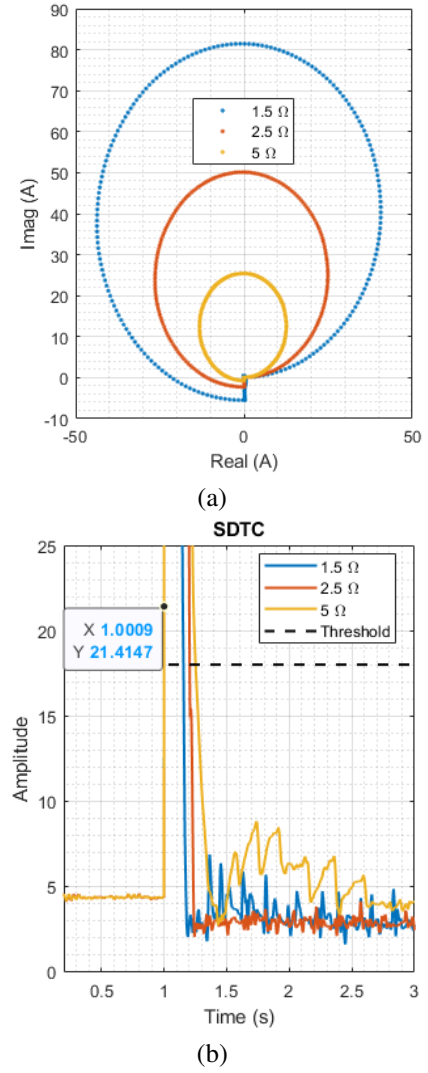 90
80
70
60
50
40
30
20
10
0
-10
1.5 Ω
2.5 Ω
5 Ω
Imag (A)
-50 0 50
Real (A)
(a)
SDTC
25
20
15
10
5
0
1.5 Ω
2.5 Ω
5 Ω
Threshold
X 1.0009
Y 21.4147
Amplitude
0.5 1 1.5 2 2.5 3
Time (s)
(b)